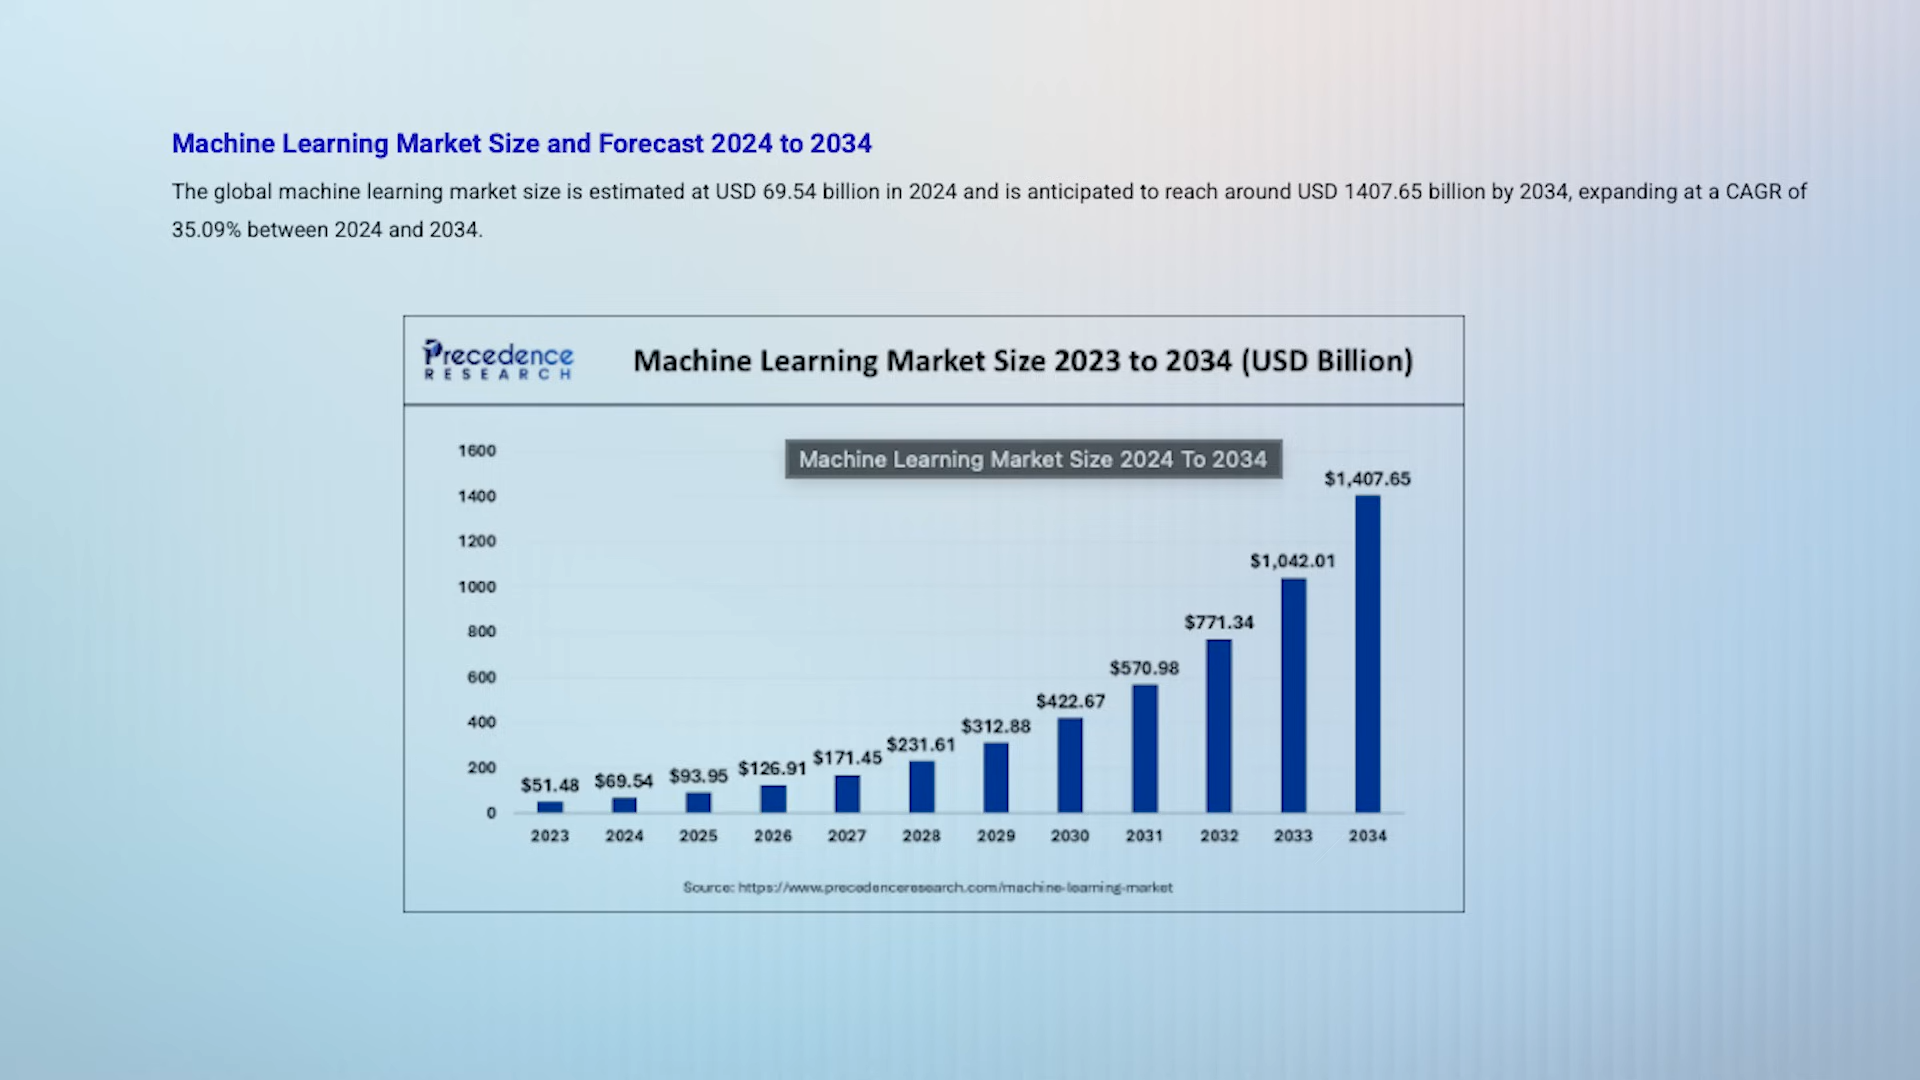 Machine Learning Market Size and Forecast 2024 to 2034
The global machine learning market size is estimated at USD 69.54 billion in 2024 and is anticipated to reach around USD 1407.65 billion by 2034, expanding at a CAGR of
35.09% between 2024 and 2034.
Precedence
RESEARCH
Machine Learning Market Size 2023 to 2034 (USD Billion)
Machine Learning Market Size 2024 To 2034
1600
1400
1200
1000
800
600
400
200
0
$51.48 $69.54 $93.95 $126.91 $171.45 $231.61 $312.88 $422.67 $570.98 $771.34 $1,042.01 $1,407.65
2023 2024 2025 2026 2027 2028 2029 2030 2031 2032 2033 2034
Source: https://www.precedenceresearch.com/machine-learning-market